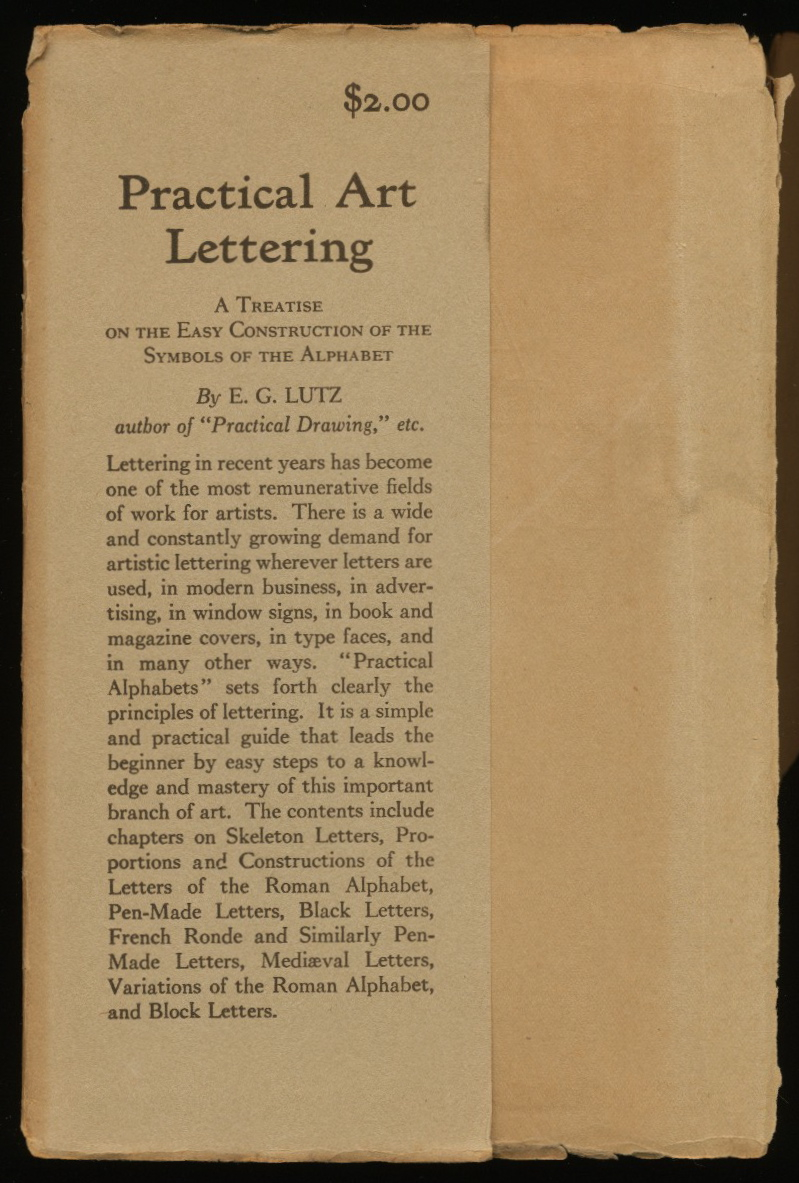 $2.00
Practical Art
Lettering
A Treatise
on the Easy Construction of the
Symbols of the Alphabet
By E. G. LUTZ
author of "Practical Drawing," etc.
Lettering in recent years has become
one of the most remunerative fields
of work for artists. There is a wide
and constantly growing demand for
artistic lettering wherever letters are
used, in modern business, in adver-
tising, in window signs, in book and
magazine covers, in type faces, and
in many other ways. "Practical
Alphabets" sets forth clearly the
principles of lettering. It is a simple
and practical guide that leads the
beginner by easy steps to a knowl-
edge and mastery of this important
branch of art. The contents include
chapters on Skeleton Letters, Pro-
portions and Constructions of the
Letters of the Roman Alphabet,
Pen-Made Letters, Black Letters,
French Ronde and Similarly Pen-
Made Letters, Mediæval Letters,
Variations of the Roman Alphabet,
and Block Letters.